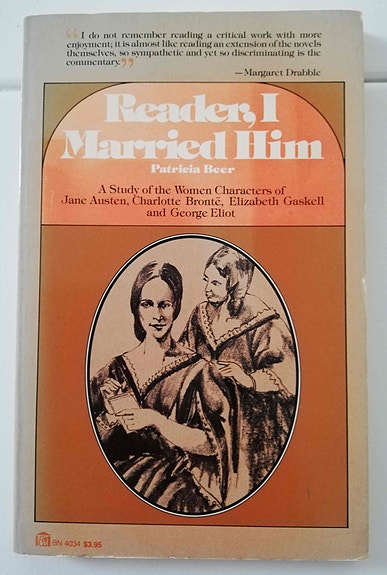 “I do not remember reading a critical work with more
enjoyment; it is almost like reading an extension of the novels
themselves, so sympathetic and yet so discriminating is the
commentary.”
—Margaret Drabble
Reader, I
Married Him
Patricia Beer
A Study of the Women Characters of
Jane Austen, Charlotte Brontë, Elizabeth Gaskell
and George Eliot
BN 4034 $3.95